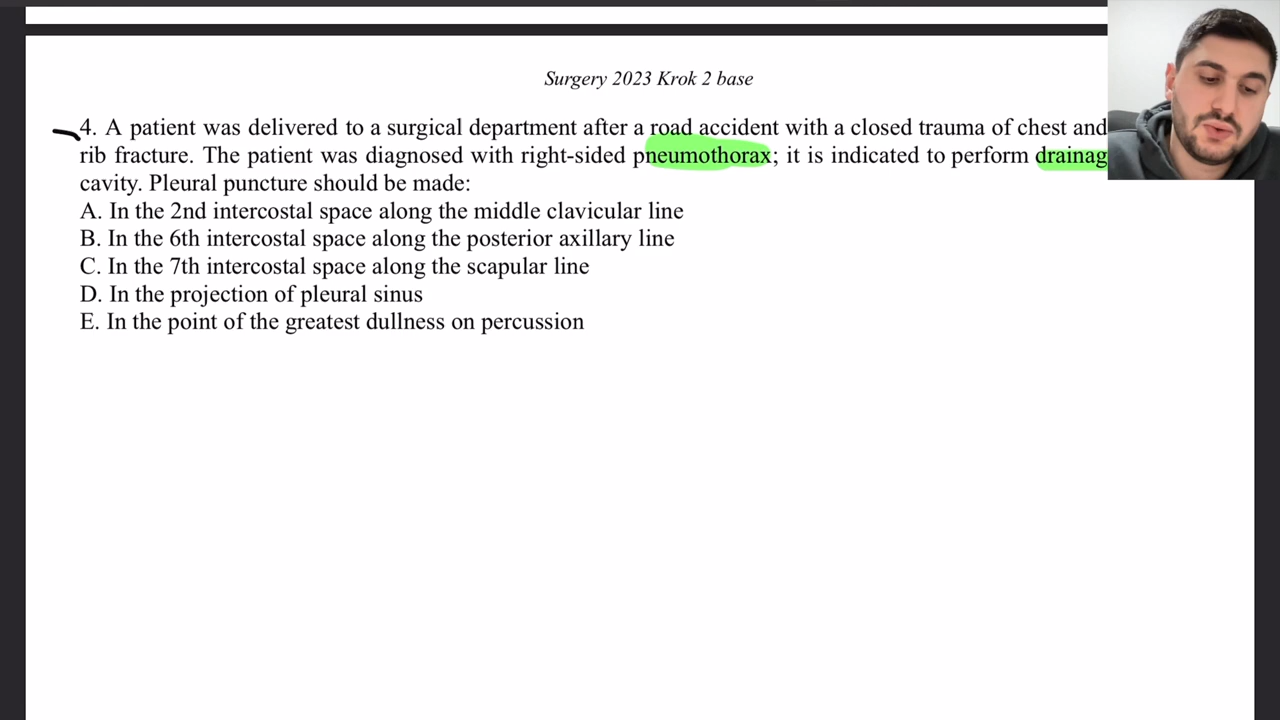 Surgery 2023 Krok 2 base
4. A patient was delivered to a surgical department after a road accident with a closed trauma of chest and
rib fracture. The patient was diagnosed with right-sided pneumothorax; it is indicated to perform drainag
cavity. Pleural puncture should be made:
A. In the 2nd intercostal space along the middle clavicular line
B. In the 6th intercostal space along the posterior axillary line
C. In the 7th intercostal space along the scapular line
D. In the projection of pleural sinus
E. In the point of the greatest dullness on percussion